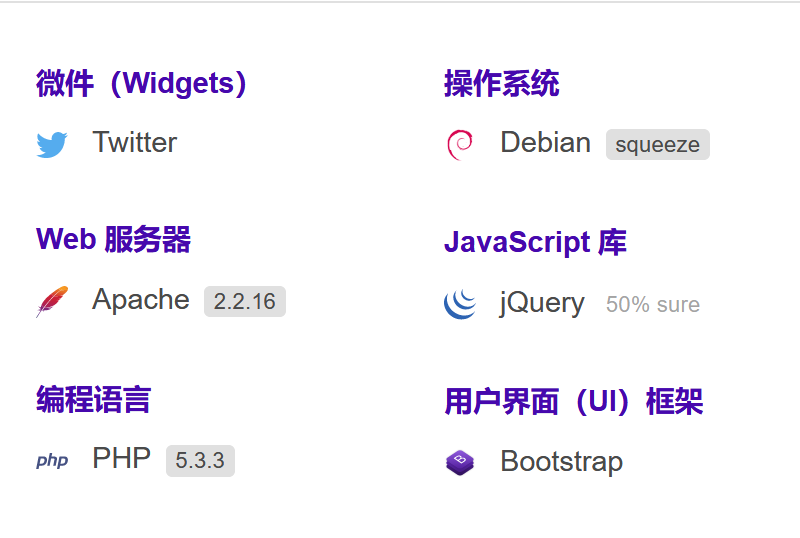 微件（Widgets）
Twitter
操作系统
Debian squeeze
Web 服务器
Apache 2.2.16
JavaScript 库
jQuery 50% sure
编程语言
php PHP 5.3.3
用户界面（UI）框架
B Bootstrap